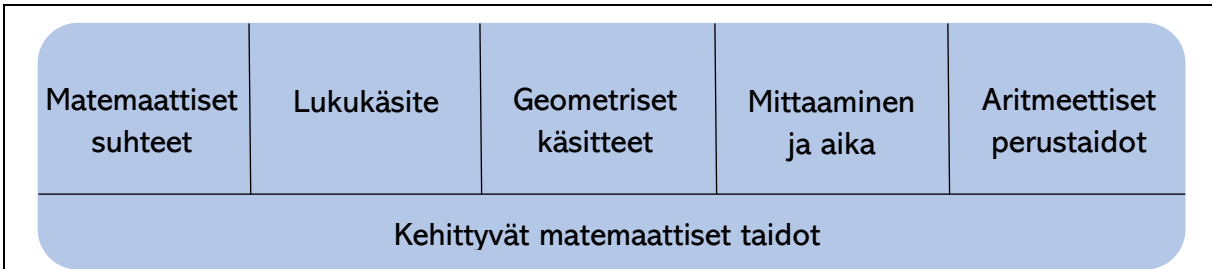 Matemaattiset
suhteet
Lukukäsite
Geometriset
käsitteet
Mittaaminen
ja aika
Aritmeettiset
perustaidot
Kehittyvät matemaattiset taidot